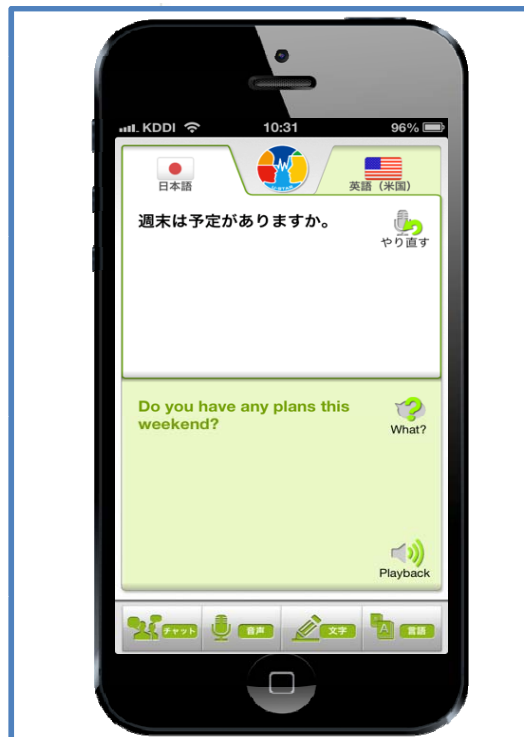 KDDI 10:31 96%
日本語
英語（米国）
週末は予定がありますか。
やり直す
Do you have any plans this
weekend?
What?
Playback
チャット 音声 文字 A 言語